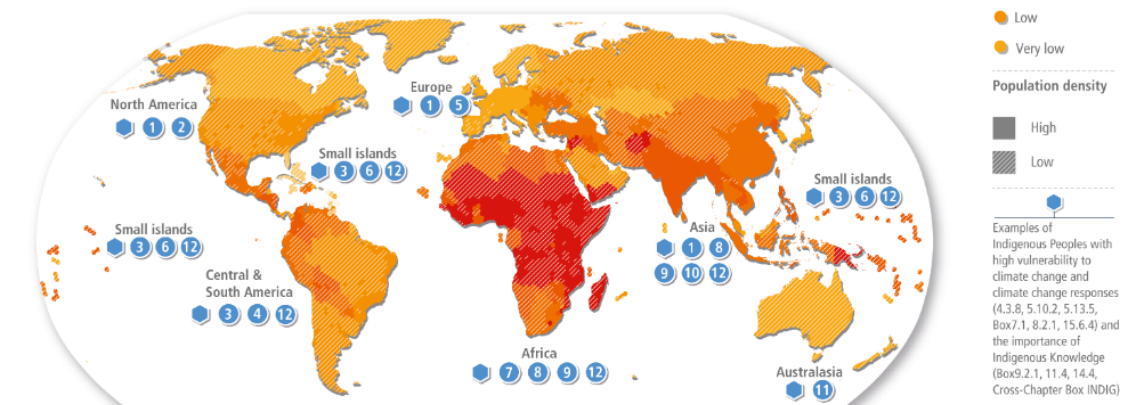 North America
1 2
Europe
1 5
Small islands
3 6 12
Small islands
3 6 12
Central &
South America
3 4 12
Africa
7 8 9 12
Asia
1 8
9 10 12
Small islands
3 6 12
Australasia
11
Low
Very low
Population density
High
Low
Examples of
Indigenous Peoples with
high vulnerability to
climate change and
climate change responses
(4.3.8, 5.10.2, 5.13.5,
Box7.1, 8.2.1, 15.6.4) and
the importance of
Indigenous Knowledge
(Box9.2.1, 11.4, 14.4,
Cross-Chapter Box INDIG)